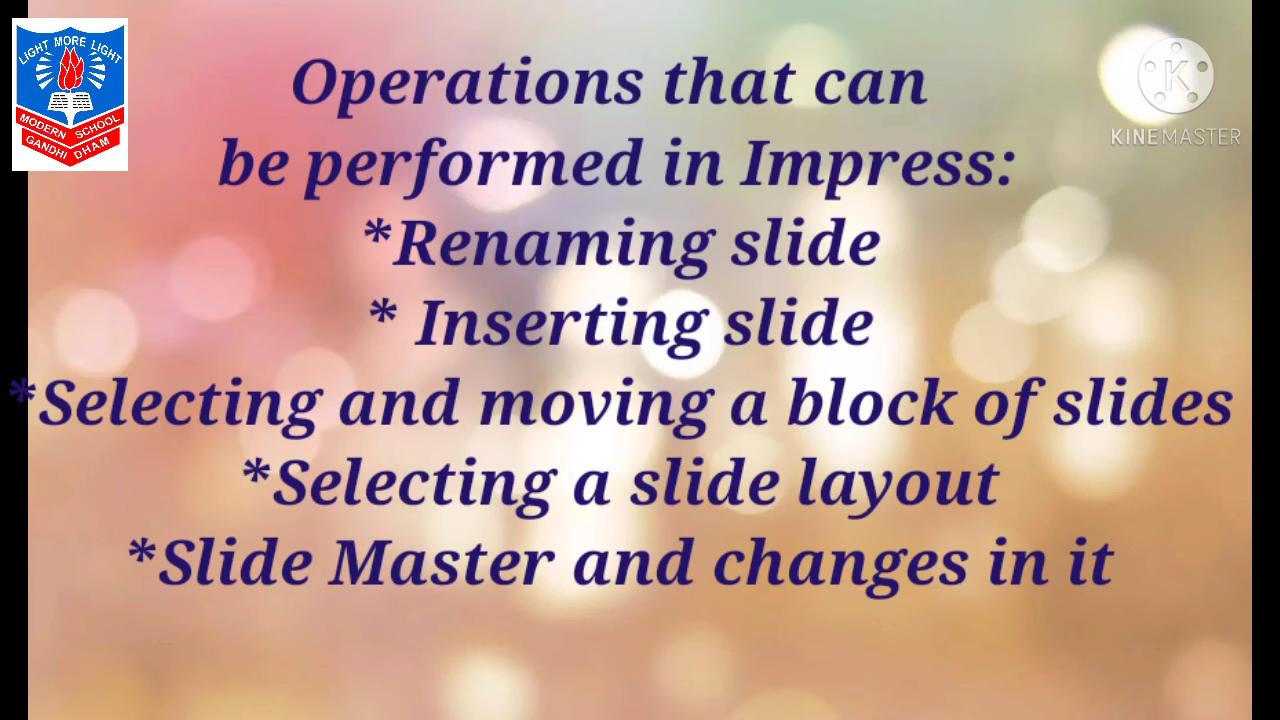 LIGHT MORE LIGHT
MODERN SCHOOL
GANDHI DHAM
K
KINEMASTER
Operations that can
be performed in Impress:
*Renaming slide
* Inserting slide
*Selecting and moving a block of slides
*Selecting a slide layout
*Slide Master and changes in it